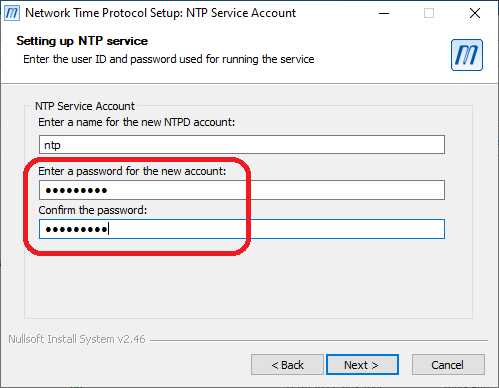 Network Time Protocol Setup: NTP Service Account
Setting up NTP service
Enter the user ID and password used for running the service
NTP Service Account
Enter a name for the new NTPD account:
ntp
Enter a password for the new account:
●●●●●●●●●
Confirm the password:
●●●●●●●●●
Nullsoft Install System v2.46
< Back
Next >
Cancel